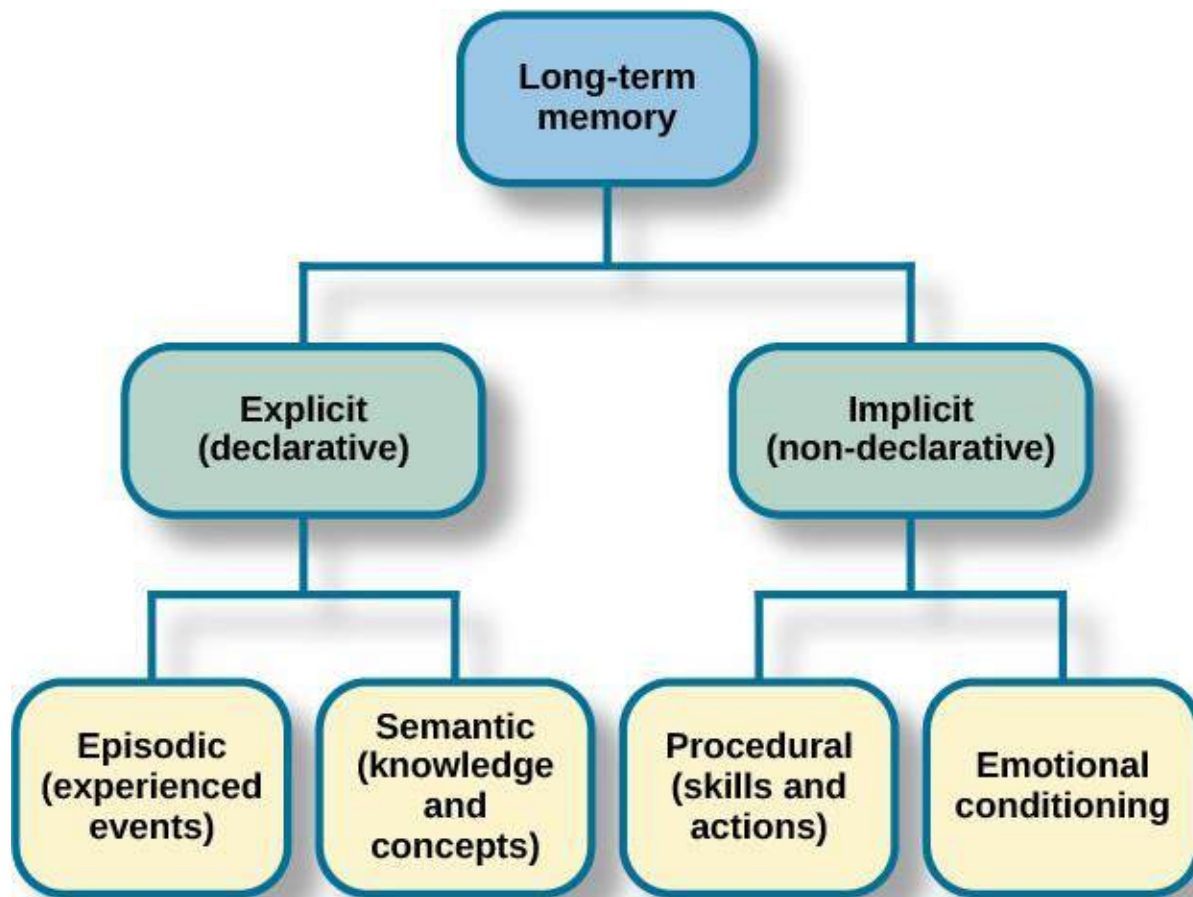 Long-term
memory
Explicit
(declarative)
Implicit
(non-declarative)
Episodic
(experienced
events)
Semantic
(knowledge
and
concepts)
Procedural
(skills and
actions)
Emotional
conditioning